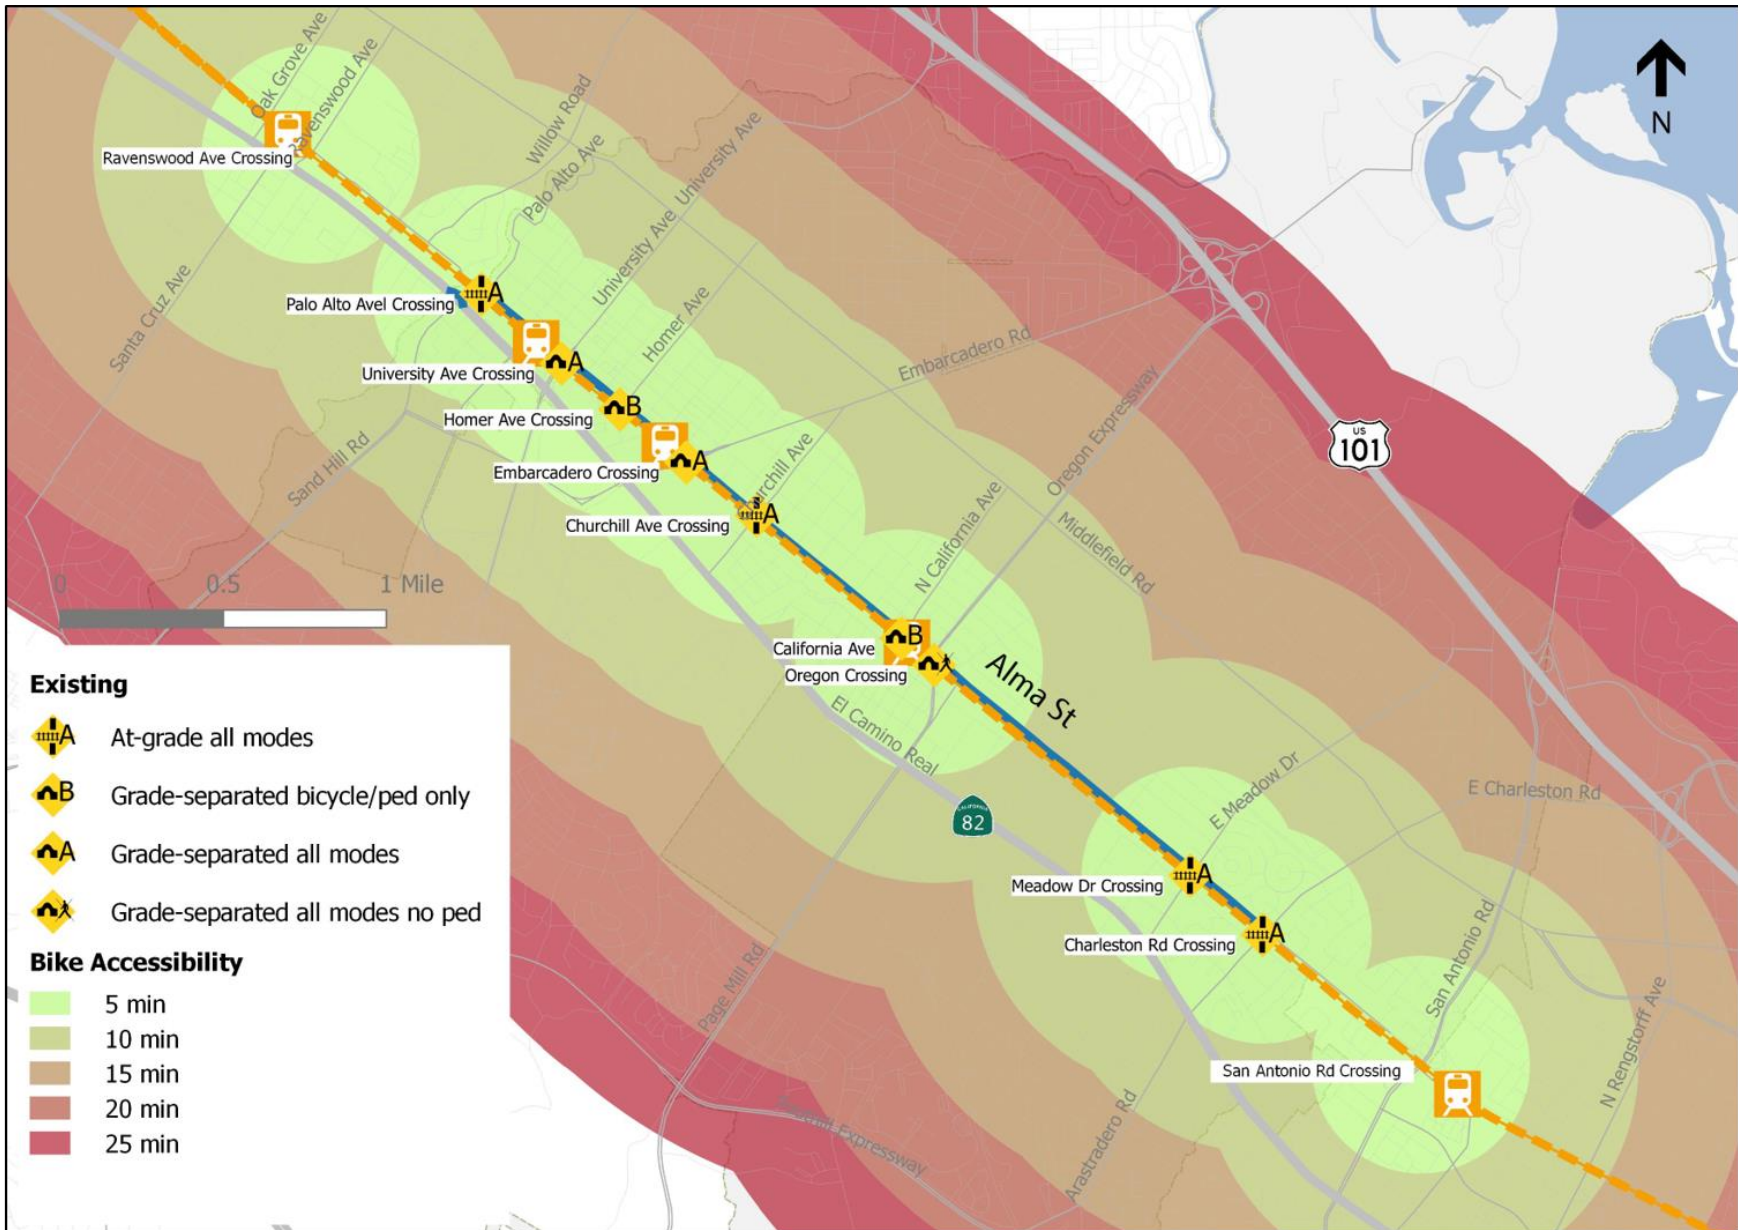 Oak Grove Ave
Ravenswood Ave
Ravenswood Ave Crossing
Willow Road
Palo Alto Ave
University Ave
N
Santa Cruz Ave
Palo Alto Avel Crossing
A
University Ave
Homer Ave
University Ave Crossing
A
Homer Ave Crossing
B
Embarcadero Rd
Sand Hill Rd
Embarcadero Crossing
A
Oregon Expressway
US
101
Churchill Ave
Churchill Ave Crossing
A
N California Ave
Middlefield Rd
0 0.5 1 Mile
California Ave
B
Oregon Crossing
Alma St
El Camino Real
CALIFORNIA
82
E Meadow Dr
E Charleston Rd
Meadow Dr Crossing
A
Charleston Rd Crossing
A
San Antonio Rd
Page Mill Rd
San Antonio Rd Crossing
N Rengstorff Ave
Foothill Expressway
Arastradero Rd
Existing
A At-grade all modes
B Grade-separated bicycle/ped only
A Grade-separated all modes
Grade-separated all modes no ped
Bike Accessibility
5 min
10 min
15 min
20 min
25 min